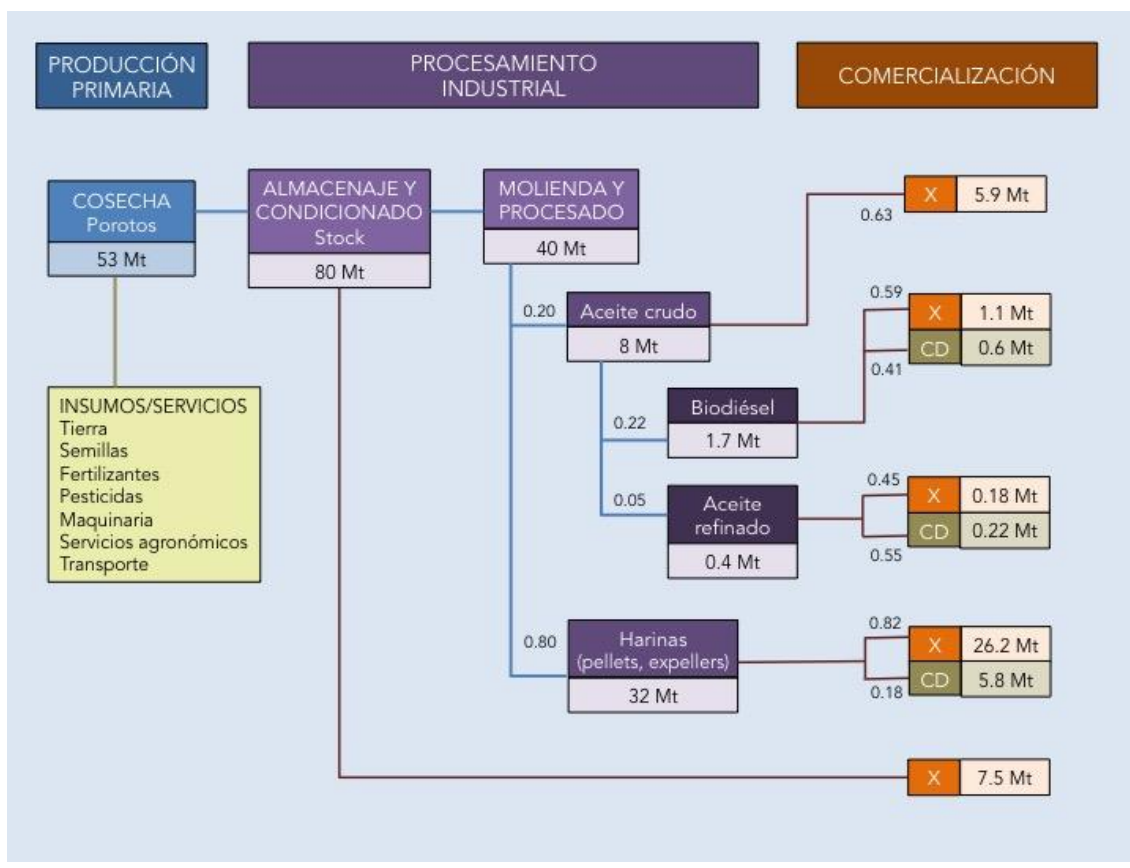 PRODUCCIÓN
PRIMARIA
PROCESAMIENTO
INDUSTRIAL
COMERCIALIZACIÓN
COSECHA
Porotos
53 Mt
ALMACENAJE Y
CONDICIONADO
Stock
80 Mt
MOLIENDA Y
PROCESADO
40 Mt
INSUMOS/SERVICIOS
Tierra
Semillas
Fertilizantes
Pesticidas
Maquinaria
Servicios agronómicos
Transporte
0.20
Aceite crudo
8 Mt
0.63
X 5.9 Mt
0.22
Biodiésel
1.7 Mt
0.59
X 1.1 Mt
CD 0.6 Mt
0.41
0.05
Aceite
refinado
0.4 Mt
0.45
X 0.18 Mt
CD 0.22 Mt
0.55
0.80
Harinas
(pellets, expellers)
32 Mt
0.82
X 26.2 Mt
CD 5.8 Mt
0.18
X 7.5 Mt